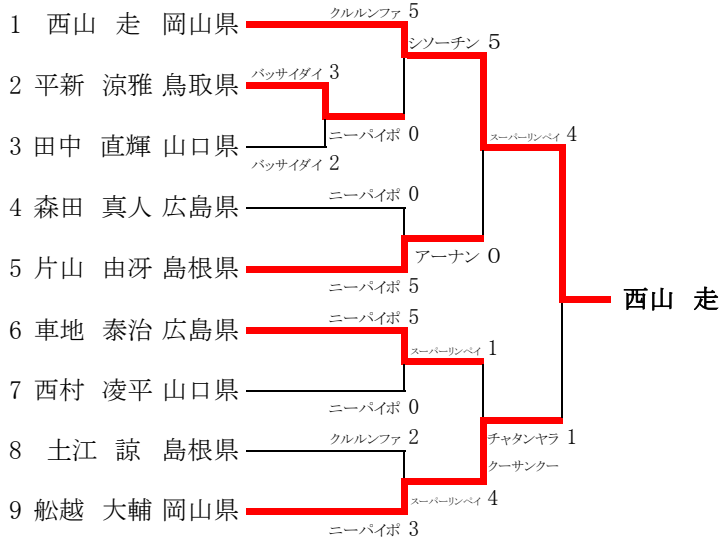 クルルンファ 5
1 西山 走 岡山県
シソーチン 5
バッサイダイ 3
2 平新 涼雅 鳥取県
ニーパイポ 0
スーパーリンペイ 4
3 田中 直輝 山口県
バッサイダイ 2
ニーパイポ 0
4 森田 真人 広島県
アーナン 0
5 片山 由冴 島根県
ニーパイポ 5
西山 走
ニーパイポ 5
6 車地 泰治 広島県
スーパーリンペイ 1
7 西村 凌平 山口県
ニーパイポ 0
クルルンファ 2
チャタンヤラ 1
クーサンクー
8 土江 諒 島根県
スーパーリンペイ 4
9 舩越 大輔 岡山県
ニーパイポ 3